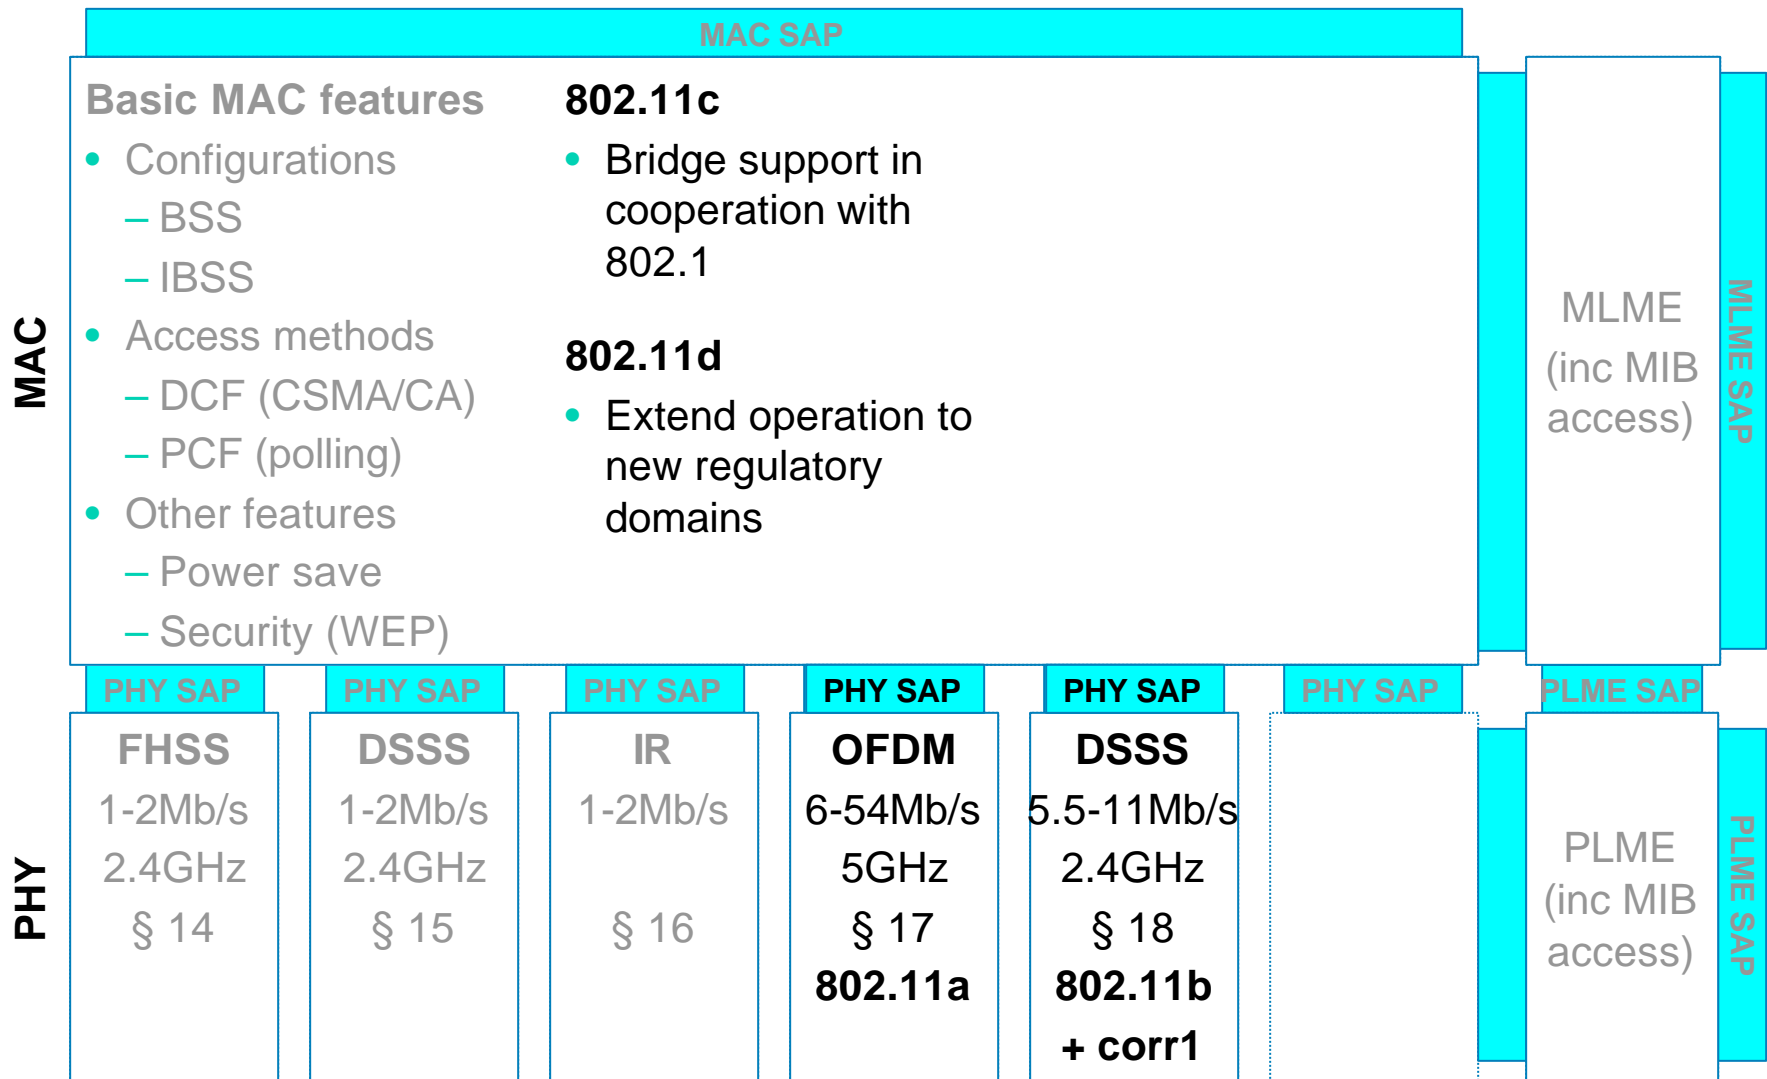 MAC SAP
MAC
Basic MAC features
• Configurations
– BSS
– IBSS
• Access methods
– DCF (CSMA/CA)
– PCF (polling)
• Other features
– Power save
– Security (WEP)
802.11c
• Bridge support in
cooperation with
802.1
802.11d
• Extend operation to
new regulatory
domains
MLME
(inc MIB
access)
MLME SAP
PHY SAP
PHY SAP
PHY SAP
PHY SAP
PHY SAP
PHY SAP
PLME SAP
PHY
FHSS
1-2Mb/s
2.4GHz
§ 14
DSSS
1-2Mb/s
2.4GHz
§ 15
IR
1-2Mb/s
§ 16
OFDM
6-54Mb/s
5GHz
§ 17
802.11a
DSSS
5.5-11Mb/s
2.4GHz
§ 18
802.11b
+ corr1
PLME
(inc MIB
access)
PLME SAP